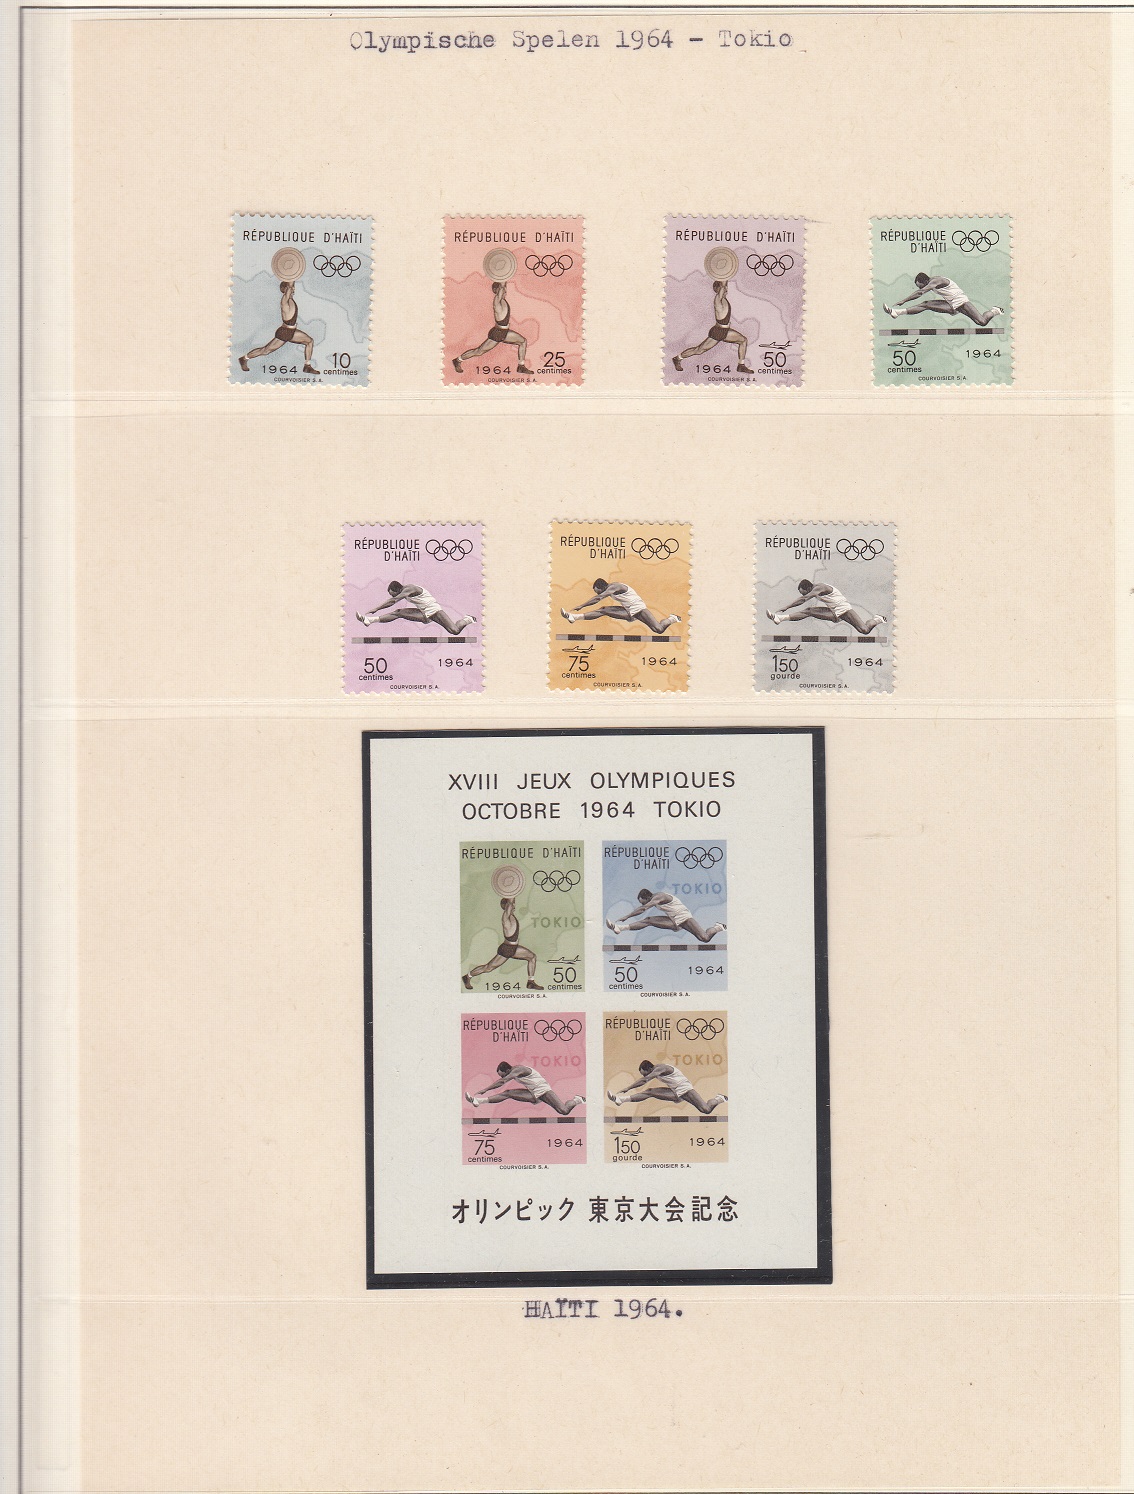 Olympische Spelen 1964 - Tokio
RÉPUBLIQUE D'HAÏTI
1964
10
centimes
COURVOISIER S.A.
RÉPUBLIQUE D'HAÏTI
1964
25
centimes
COURVOISIER S.A.
RÉPUBLIQUE D'HAÏTI
1964
50
centimes
COURVOISIER S.A.
RÉPUBLIQUE
D'HAÏTI
50
centimes
1964
COURVOISIER S.A.
RÉPUBLIQUE
D'HAÏTI
50
centimes
1964
COURVOISIER S.A.
RÉPUBLIQUE
D'HAÏTI
75
centimes
1964
COURVOISIER S.A.
RÉPUBLIQUE
D'HAÏTI
150
gourde
1964
COURVOISIER S.A.
XVIII JEUX OLYMPIQUES
OCTOBRE 1964 TOKIO
RÉPUBLIQUE D'HAÏTI
TOKIO
1964
50
centimes
COURVOISIER S.A.
RÉPUBLIQUE
D'HAÏTI
TOKIO
50
centimes
1964
COURVOISIER S.A.
RÉPUBLIQUE
D'HAÏTI
TOKIO
75
centimes
1964
COURVOISIER S.A.
RÉPUBLIQUE
D'HAÏTI
TOKIO
150
gourde
1964
COURVOISIER S.A.
オリンピック 東京大会記念
HAÏTI 1964.